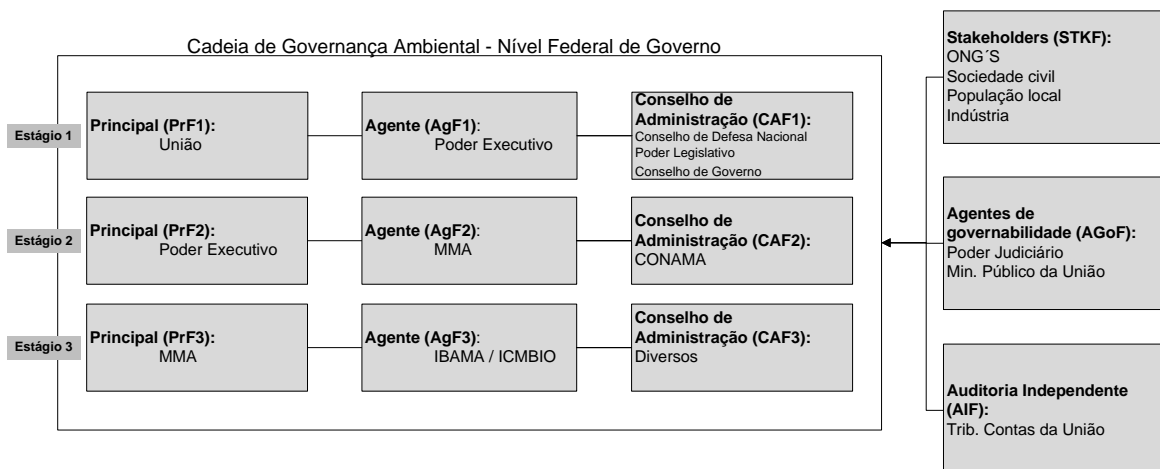 Cadeia de Governança Ambiental - Nível Federal de Governo
Estágio 1
Principal (PrF1):
União
Agente (AgF1):
Poder Executivo
Conselho de
Administração (CAF1):
Conselho de Defesa Nacional
Poder Legislativo
Conselho de Governo
Estágio 2
Principal (PrF2):
Poder Executivo
Agente (AgF2):
MMA
Conselho de
Administração (CAF2):
CONAMA
Estágio 3
Principal (PrF3):
MMA
Agente (AgF3):
IBAMA / ICMBIO
Conselho de
Administração (CAF3):
Diversos
Stakeholders (STKF):
ONG´S
Sociedade civil
População local
Indústria
Agentes de
governabilidade (AGoF):
Poder Judiciário
Min. Público da União
Auditoria Independente
(AIF):
Trib. Contas da União